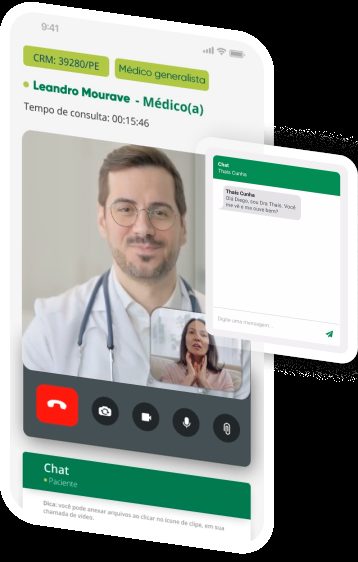 9:41
CRM: 39280/PE
Médico generalista
Leandro Mourave - Médico(a)
Tempo de consulta: 00:15:46
Chat
Thaís Cunha
Thaís Cunha
Olá Diego, sou Dra Thaís. Você
me vê e me ouve bem?
Digite uma mensagem...
Chat
Paciente
Dica: você pode anexar arquivos ao clicar no ícone de clipe, em sua
chamada de vídeo.